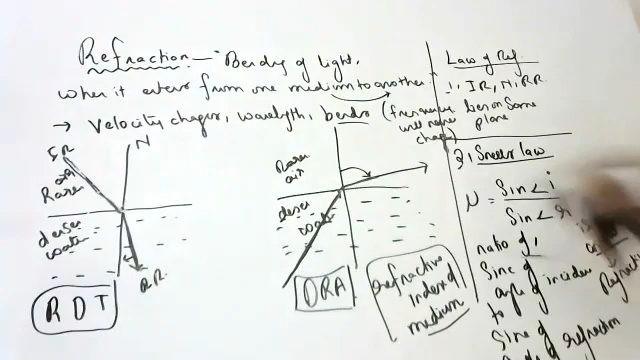 Refraction - Bending of light,
when it enters from one medium to another
→ Velocity changes, wavelength, bends (frequency
will never
change)
IR
N
air
Rarer
denser
water
RR.
RDT
Rarer
air
denser
water
DRA
Refractive
index of
medium
Law of Ref.
1. IR, N, RR
lies on Same
plane
2, Snell's law
μ = Sin∠i
Sin∠r
ratio of
Sine of
angle of incidence
to
Sine of
refraction